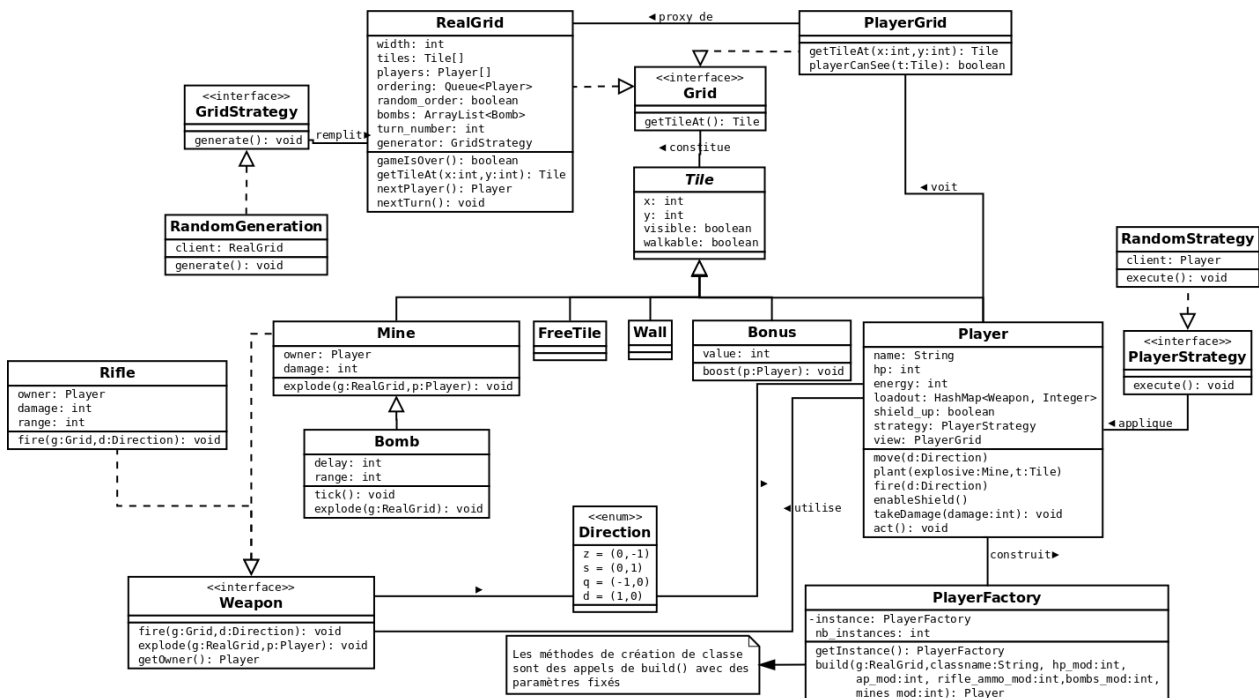 RealGrid
width: int
tiles: Tile[]
players: Player[]
ordering: Queue<Player>
random_order: boolean
bombs: ArrayList<Bomb>
turn_number: int
generator: GridStrategy
gameIsOver(): boolean
getTileAt(x:int,y:int): Tile
nextPlayer(): Player
nextTurn(): void
proxy de
PlayerGrid
getTileAt(x:int,y:int): Tile
playerCanSee(t:Tile): boolean
<<interface>>
Grid
getTileAt(): Tile
constitue
<<interface>>
GridStrategy
generate(): void
remplit
RandomGeneration
client: RealGrid
generate(): void
Tile
x: int
y: int
visible: boolean
walkable: boolean
voit
RandomStrategy
client: Player
execute(): void
<<interface>>
PlayerStrategy
execute(): void
applique
Mine
owner: Player
damage: int
explode(g:RealGrid,p:Player): void
FreeTile
Wall
Bonus
value: int
boost(p:Player): void
Player
name: String
hp: int
energy: int
loadout: HashMap<Weapon, Integer>
shield_up: boolean
strategy: PlayerStrategy
view: PlayerGrid
move(d:Direction)
plant(explosive:Mine,t:Tile)
fire(d:Direction)
enableShield()
takeDamage(damage:int): void
act(): void
Rifle
owner: Player
damage: int
range: int
fire(g:Grid,d:Direction): void
Bomb
delay: int
range: int
tick(): void
explode(g:RealGrid): void
<<enum>>
Direction
z = (0,-1)
s = (0,1)
q = (-1,0)
d = (1,0)
utilise
construit
<<interface>>
Weapon
fire(g:Grid,d:Direction): void
explode(g:RealGrid,p:Player): void
getOwner(): Player
Les méthodes de création de classe
sont des appels de build() avec des
paramètres fixés
PlayerFactory
-instance: PlayerFactory
nb_instances: int
getInstance(): PlayerFactory
build(g:RealGrid,classname:String, hp_mod:int,
ap_mod:int, rifle_ammo_mod:int,bombs_mod:int,
mines_mod:int): Player